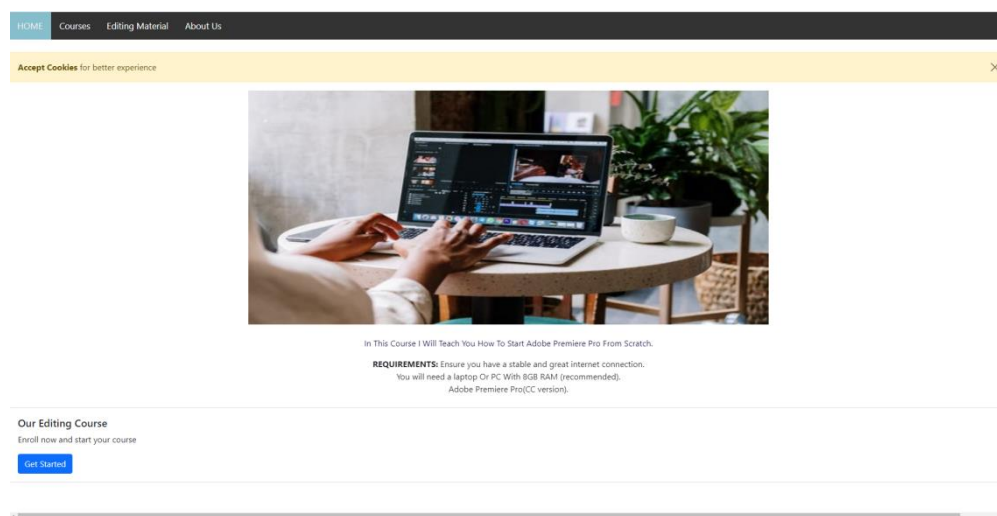 HOME Courses Editing Material About Us
Accept Cookies for better experience
In This Course I Will Teach You How To Start Adobe Premiere Pro From Scratch.
REQUIREMENTS: Ensure you have a stable and great internet connection.
You will need a laptop Or PC With 8GB RAM (recommended).
Adobe Premiere Pro(CC version).
Our Editing Course
Enroll now and start your course
Get Started